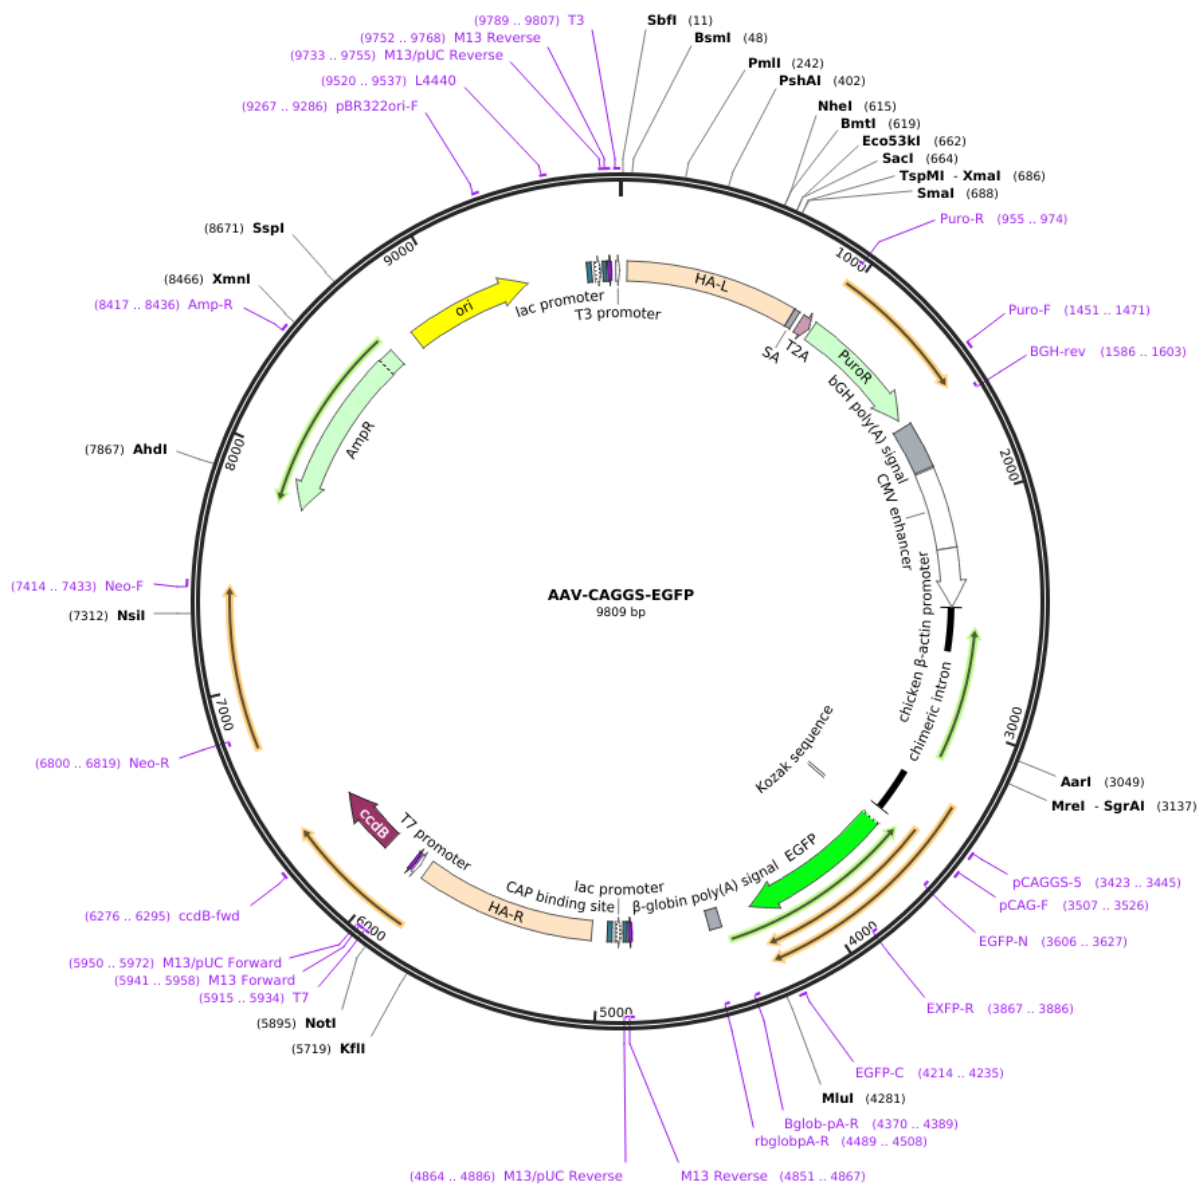 (9789 .. 9807) T3
(9752 .. 9768) M13 Reverse
(9733 .. 9755) M13/pUC Reverse
(9520 .. 9537) L4440
(9267 .. 9286) pBR322ori-F
SbfI (11)
BsmI (48)
PmlI (242)
PshAI (402)
NheI (615)
BmtI (619)
Eco53kI (662)
SacI (664)
TspMI - XmaI (686)
SmaI (688)
Puro-R (955 .. 974)
1000
Puro-F (1451 .. 1471)
BGH-rev (1586 .. 1603)
2000
3000
AarI (3049)
MreI - SgrAI (3137)
pCAGGS-5 (3423 .. 3445)
pCAG-F (3507 .. 3526)
EGFP-N (3606 .. 3627)
4000
EXFP-R (3867 .. 3886)
EGFP-C (4214 .. 4235)
MluI (4281)
Bglob-pA-R (4370 .. 4389)
rbglobpA-R (4489 .. 4508)
M13 Reverse (4851 .. 4867)
(4864 .. 4886) M13/pUC Reverse
5000
(5719) KflI
(5895) NotI
(5915 .. 5934) T7
(5941 .. 5958) M13 Forward
(5950 .. 5972) M13/pUC Forward
6000
(6276 .. 6295) ccdB-fwd
(6800 .. 6819) Neo-R
7000
(7312) NsiI
(7414 .. 7433) Neo-F
(7867) AhdI
8000
(8417 .. 8436) Amp-R
(8466) XmnI
(8671) SspI
9000
ori
lac promoter
T3 promoter
HA-L
SA
T2A
PuroR
bGH poly(A) signal
CMV enhancer
chicken β-actin promoter
chimeric intron
Kozak sequence
EGFP
β-globin poly(A) signal
lac promoter
CAP binding site
HA-R
T7 promoter
ccdB
AmpR
AAV-CAGGS-EGFP
9809 bp